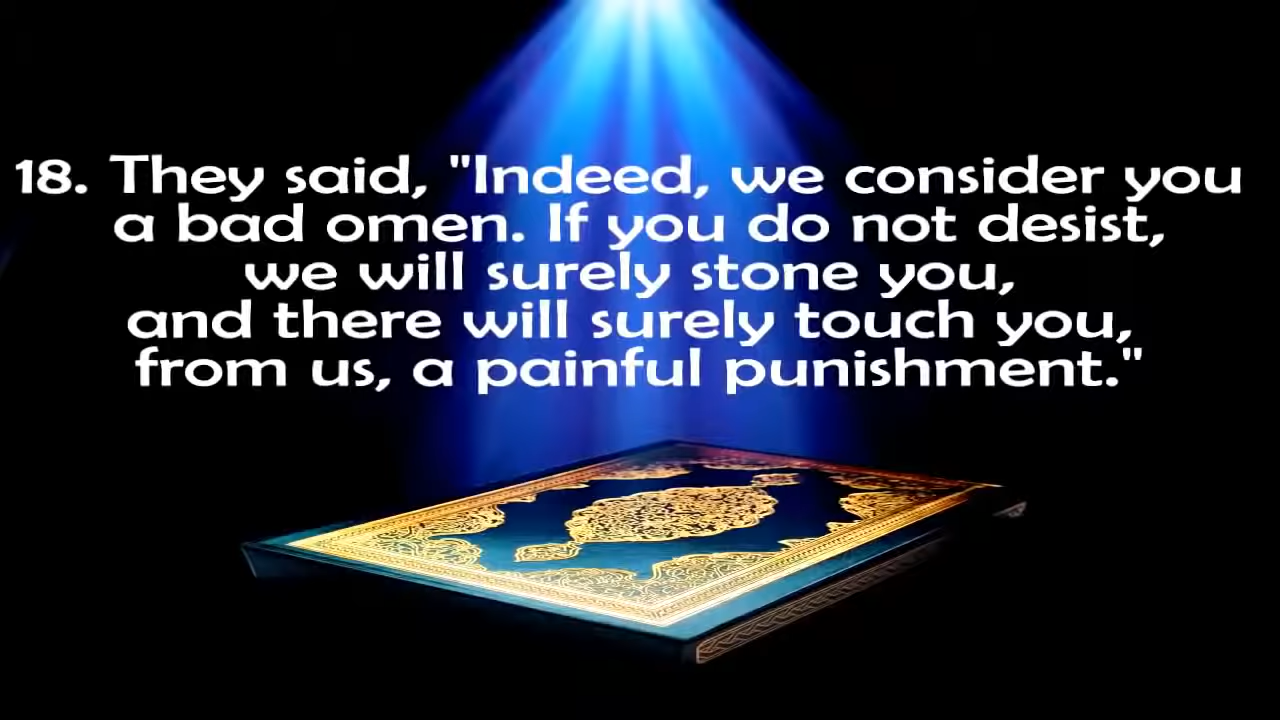 18. They said, "Indeed, we consider you
a bad omen. If you do not desist,
we will surely stone you,
and there will surely touch you,
from us, a painful punishment."